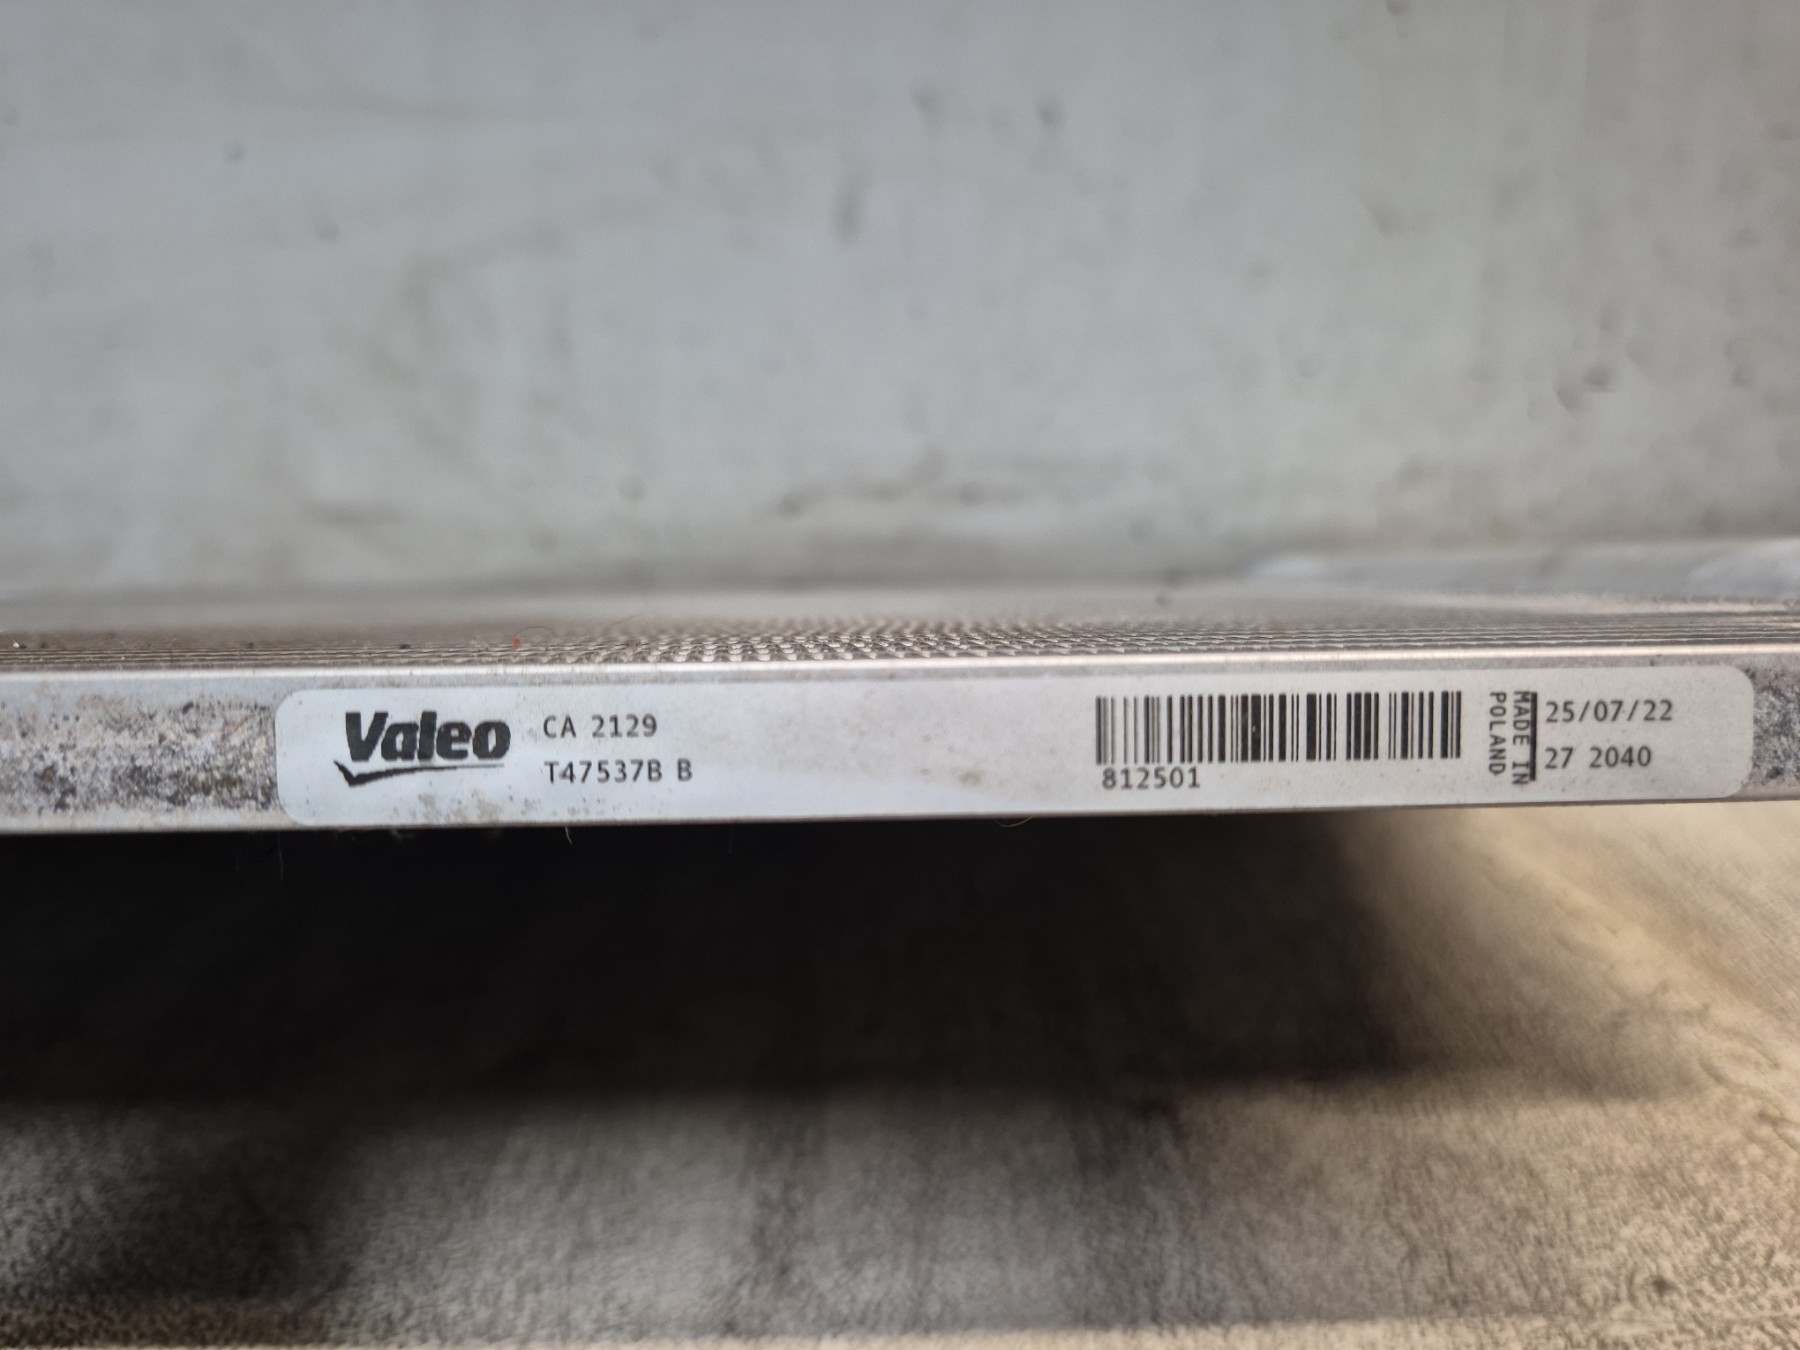 Valeo
CA 2129
T47537B B
812501
MADE IN
POLAND
25/07/22
27 2040